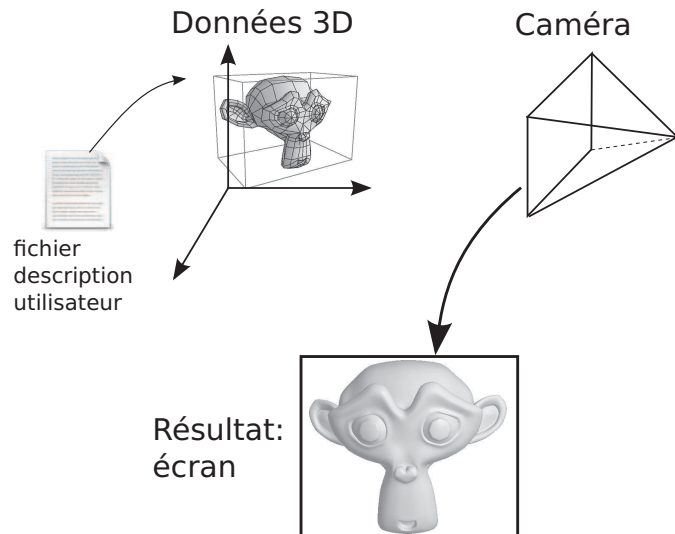 Données 3D
Caméra
fichier
description
utilisateur
Résultat:
écran